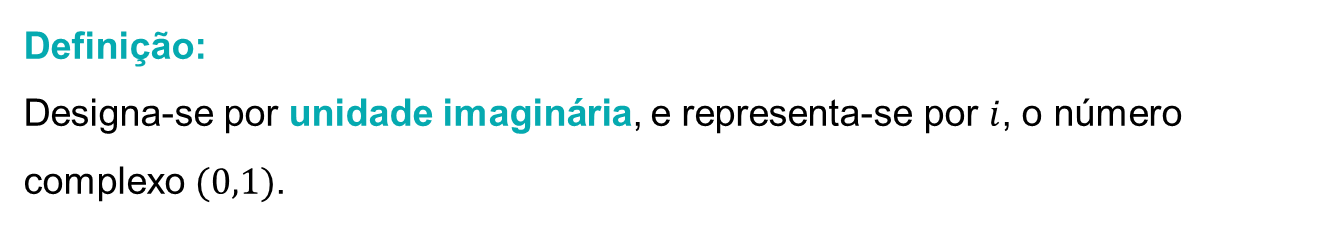 Definição:
Designa-se por unidade imaginária, e representa-se por 𝑖, o número
complexo (0,1).